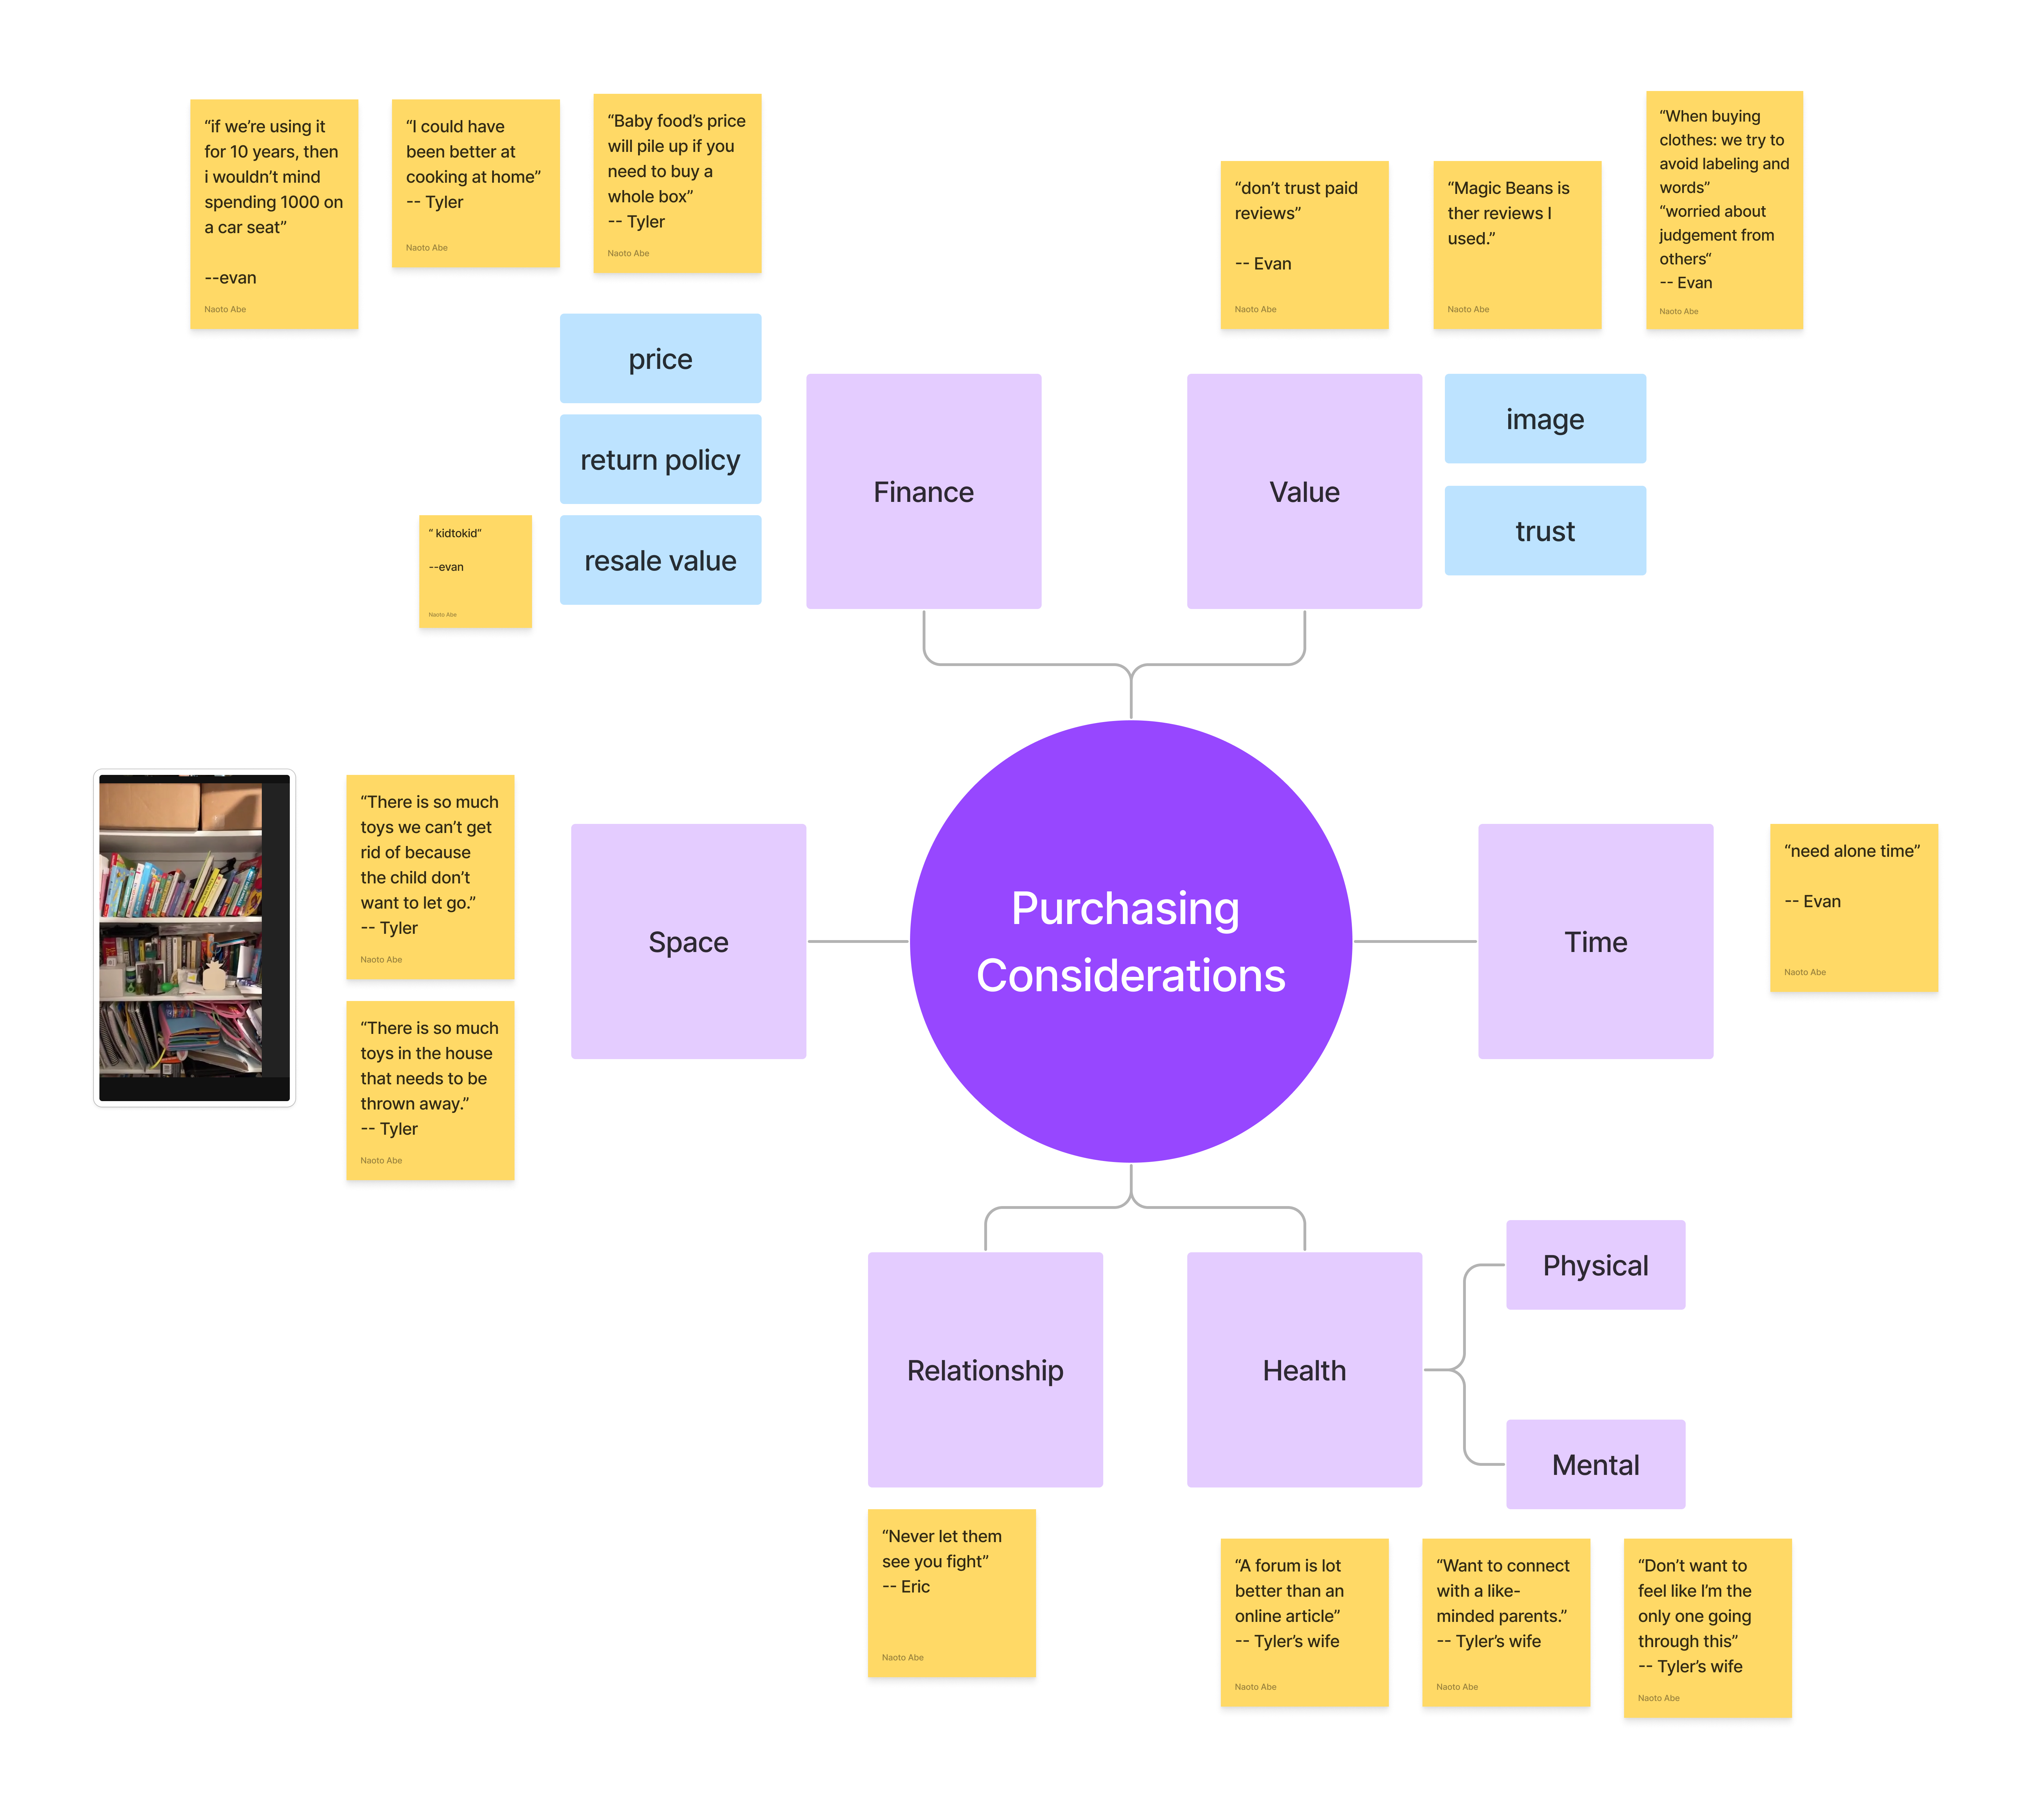 “if we’re using it
for 10 years, then
i wouldn’t mind
spending 1000 on
a car seat”
--evan
Naoto Abe
“I could have
been better at
cooking at home”
-- Tyler
Naoto Abe
“Baby food’s price
will pile up if you
need to buy a
whole box”
-- Tyler
Naoto Abe
“don’t trust paid
reviews”
-- Evan
Naoto Abe
“Magic Beans is
ther reviews I
used.”
Naoto Abe
“When buying
clothes: we try to
avoid labeling and
words”
“worried about
judgement from
others“
-- Evan
Naoto Abe
price
return policy
resale value
“ kidtokid”
--evan
Naoto Abe
Finance
Value
image
trust
“There is so much
toys we can’t get
rid of because
the child don’t
want to let go.”
-- Tyler
Naoto Abe
“There is so much
toys in the house
that needs to be
thrown away.”
-- Tyler
Naoto Abe
Space
Purchasing
Considerations
Time
“need alone time”
-- Evan
Naoto Abe
Relationship
Health
Physical
Mental
“Never let them
see you fight”
-- Eric
Naoto Abe
“A forum is lot
better than an
online article”
-- Tyler’s wife
Naoto Abe
“Want to connect
with a like-
minded parents.”
-- Tyler’s wife
Naoto Abe
“Don’t want to
feel like I’m the
only one going
through this”
-- Tyler’s wife
Naoto Abe